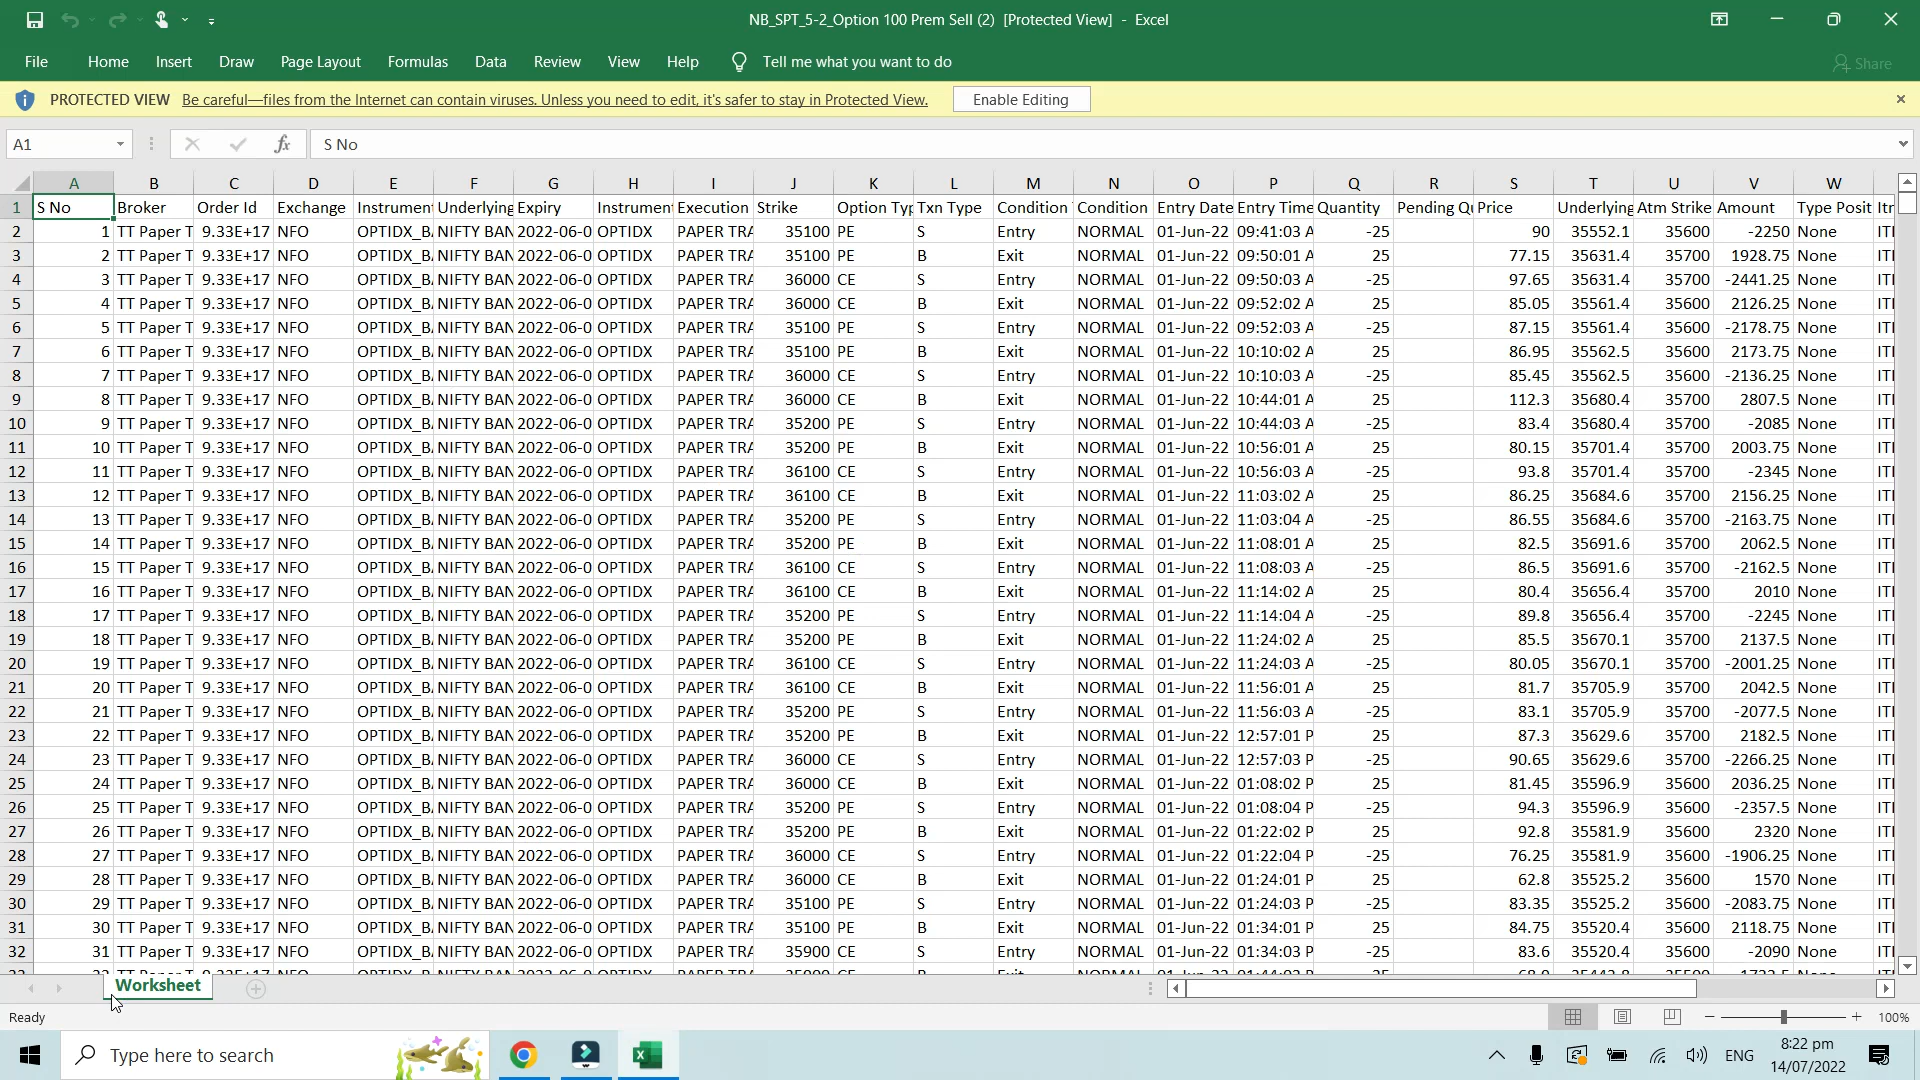 NB_SPT_5-2_Option 100 Prem Sell (2) [Protected View] - Excel
File Home Insert Draw Page Layout Formulas Data Review View Help Tell me what you want to do Share
PROTECTED VIEW Be careful—files from the Internet can contain viruses. Unless you need to edit, it's safer to stay in Protected View. Enable Editing
A1 fx S No
A B C D E F G H I J K L M N O P Q R S T U V W
1 S No Broker Order Id Exchange Instrumen Underlying Expiry Instrumen Execution Strike Option Typ Txn Type Condition Condition Entry Date Entry Time Quantity Pending Qu Price Underlying Atm Strike Amount Type Posit Itr
2 1 TT Paper T 9.33E+17 NFO OPTIDX_B NIFTY BAN 2022-06-0 OPTIDX PAPER TRA 35100 PE S Entry NORMAL 01-Jun-22 09:41:03 A -25 90 35552.1 35600 -2250 None ITI
3 2 TT Paper T 9.33E+17 NFO OPTIDX_B NIFTY BAN 2022-06-0 OPTIDX PAPER TRA 35100 PE B Exit NORMAL 01-Jun-22 09:50:01 A 25 77.15 35631.4 35700 1928.75 None ITI
4 3 TT Paper T 9.33E+17 NFO OPTIDX_B NIFTY BAN 2022-06-0 OPTIDX PAPER TRA 36000 CE S Entry NORMAL 01-Jun-22 09:50:03 A -25 97.65 35631.4 35700 -2441.25 None ITI
5 4 TT Paper T 9.33E+17 NFO OPTIDX_B NIFTY BAN 2022-06-0 OPTIDX PAPER TRA 36000 CE B Exit NORMAL 01-Jun-22 09:52:02 A 25 85.05 35561.4 35600 2126.25 None ITI
6 5 TT Paper T 9.33E+17 NFO OPTIDX_B NIFTY BAN 2022-06-0 OPTIDX PAPER TRA 35100 PE S Entry NORMAL 01-Jun-22 09:52:03 A -25 87.15 35561.4 35600 -2178.75 None ITI
7 6 TT Paper T 9.33E+17 NFO OPTIDX_B NIFTY BAN 2022-06-0 OPTIDX PAPER TRA 35100 PE B Exit NORMAL 01-Jun-22 10:10:02 A 25 86.95 35562.5 35600 2173.75 None ITI
8 7 TT Paper T 9.33E+17 NFO OPTIDX_B NIFTY BAN 2022-06-0 OPTIDX PAPER TRA 36000 CE S Entry NORMAL 01-Jun-22 10:10:03 A -25 85.45 35562.5 35600 -2136.25 None ITI
9 8 TT Paper T 9.33E+17 NFO OPTIDX_B NIFTY BAN 2022-06-0 OPTIDX PAPER TRA 36000 CE B Exit NORMAL 01-Jun-22 10:44:01 A 25 112.3 35680.4 35700 2807.5 None ITI
10 9 TT Paper T 9.33E+17 NFO OPTIDX_B NIFTY BAN 2022-06-0 OPTIDX PAPER TRA 35200 PE S Entry NORMAL 01-Jun-22 10:44:03 A -25 83.4 35680.4 35700 -2085 None ITI
11 10 TT Paper T 9.33E+17 NFO OPTIDX_B NIFTY BAN 2022-06-0 OPTIDX PAPER TRA 35200 PE B Exit NORMAL 01-Jun-22 10:56:01 A 25 80.15 35701.4 35700 2003.75 None ITI
12 11 TT Paper T 9.33E+17 NFO OPTIDX_B NIFTY BAN 2022-06-0 OPTIDX PAPER TRA 36100 CE S Entry NORMAL 01-Jun-22 10:56:03 A -25 93.8 35701.4 35700 -2345 None ITI
13 12 TT Paper T 9.33E+17 NFO OPTIDX_B NIFTY BAN 2022-06-0 OPTIDX PAPER TRA 36100 CE B Exit NORMAL 01-Jun-22 11:03:02 A 25 86.25 35684.6 35700 2156.25 None ITI
14 13 TT Paper T 9.33E+17 NFO OPTIDX_B NIFTY BAN 2022-06-0 OPTIDX PAPER TRA 35200 PE S Entry NORMAL 01-Jun-22 11:03:04 A -25 86.55 35684.6 35700 -2163.75 None ITI
15 14 TT Paper T 9.33E+17 NFO OPTIDX_B NIFTY BAN 2022-06-0 OPTIDX PAPER TRA 35200 PE B Exit NORMAL 01-Jun-22 11:08:01 A 25 82.5 35691.6 35700 2062.5 None ITI
16 15 TT Paper T 9.33E+17 NFO OPTIDX_B NIFTY BAN 2022-06-0 OPTIDX PAPER TRA 36100 CE S Entry NORMAL 01-Jun-22 11:08:03 A -25 86.5 35691.6 35700 -2162.5 None ITI
17 16 TT Paper T 9.33E+17 NFO OPTIDX_B NIFTY BAN 2022-06-0 OPTIDX PAPER TRA 36100 CE B Exit NORMAL 01-Jun-22 11:14:02 A 25 80.4 35656.4 35700 2010 None ITI
18 17 TT Paper T 9.33E+17 NFO OPTIDX_B NIFTY BAN 2022-06-0 OPTIDX PAPER TRA 35200 PE S Entry NORMAL 01-Jun-22 11:14:04 A -25 89.8 35656.4 35700 -2245 None ITI
19 18 TT Paper T 9.33E+17 NFO OPTIDX_B NIFTY BAN 2022-06-0 OPTIDX PAPER TRA 35200 PE B Exit NORMAL 01-Jun-22 11:24:02 A 25 85.5 35670.1 35700 2137.5 None ITI
20 19 TT Paper T 9.33E+17 NFO OPTIDX_B NIFTY BAN 2022-06-0 OPTIDX PAPER TRA 36100 CE S Entry NORMAL 01-Jun-22 11:24:03 A -25 80.05 35670.1 35700 -2001.25 None ITI
21 20 TT Paper T 9.33E+17 NFO OPTIDX_B NIFTY BAN 2022-06-0 OPTIDX PAPER TRA 36100 CE B Exit NORMAL 01-Jun-22 11:56:01 A 25 81.7 35705.9 35700 2042.5 None ITI
22 21 TT Paper T 9.33E+17 NFO OPTIDX_B NIFTY BAN 2022-06-0 OPTIDX PAPER TRA 35200 PE S Entry NORMAL 01-Jun-22 11:56:03 A -25 83.1 35705.9 35700 -2077.5 None ITI
23 22 TT Paper T 9.33E+17 NFO OPTIDX_B NIFTY BAN 2022-06-0 OPTIDX PAPER TRA 35200 PE B Exit NORMAL 01-Jun-22 12:57:01 P 25 87.3 35629.6 35700 2182.5 None ITI
24 23 TT Paper T 9.33E+17 NFO OPTIDX_B NIFTY BAN 2022-06-0 OPTIDX PAPER TRA 36000 CE S Entry NORMAL 01-Jun-22 12:57:03 P -25 90.65 35629.6 35700 -2266.25 None ITI
25 24 TT Paper T 9.33E+17 NFO OPTIDX_B NIFTY BAN 2022-06-0 OPTIDX PAPER TRA 36000 CE B Exit NORMAL 01-Jun-22 01:08:02 P 25 81.45 35596.9 35600 2036.25 None ITI
26 25 TT Paper T 9.33E+17 NFO OPTIDX_B NIFTY BAN 2022-06-0 OPTIDX PAPER TRA 35200 PE S Entry NORMAL 01-Jun-22 01:08:04 P -25 94.3 35596.9 35600 -2357.5 None ITI
27 26 TT Paper T 9.33E+17 NFO OPTIDX_B NIFTY BAN 2022-06-0 OPTIDX PAPER TRA 35200 PE B Exit NORMAL 01-Jun-22 01:22:02 P 25 92.8 35581.9 35600 2320 None ITI
28 27 TT Paper T 9.33E+17 NFO OPTIDX_B NIFTY BAN 2022-06-0 OPTIDX PAPER TRA 36000 CE S Entry NORMAL 01-Jun-22 01:22:04 P -25 76.25 35581.9 35600 -1906.25 None ITI
29 28 TT Paper T 9.33E+17 NFO OPTIDX_B NIFTY BAN 2022-06-0 OPTIDX PAPER TRA 36000 CE B Exit NORMAL 01-Jun-22 01:24:01 P 25 62.8 35525.2 35600 1570 None ITI
30 29 TT Paper T 9.33E+17 NFO OPTIDX_B NIFTY BAN 2022-06-0 OPTIDX PAPER TRA 35100 PE S Entry NORMAL 01-Jun-22 01:24:03 P -25 83.35 35525.2 35600 -2083.75 None ITI
31 30 TT Paper T 9.33E+17 NFO OPTIDX_B NIFTY BAN 2022-06-0 OPTIDX PAPER TRA 35100 PE B Exit NORMAL 01-Jun-22 01:34:01 P 25 84.75 35520.4 35600 2118.75 None ITI
32 31 TT Paper T 9.33E+17 NFO OPTIDX_B NIFTY BAN 2022-06-0 OPTIDX PAPER TRA 35900 CE S Entry NORMAL 01-Jun-22 01:34:03 P -25 83.6 35520.4 35600 -2090 None ITI
Worksheet
Ready 100%
Type here to search ENG 8:22 pm
14/07/2022